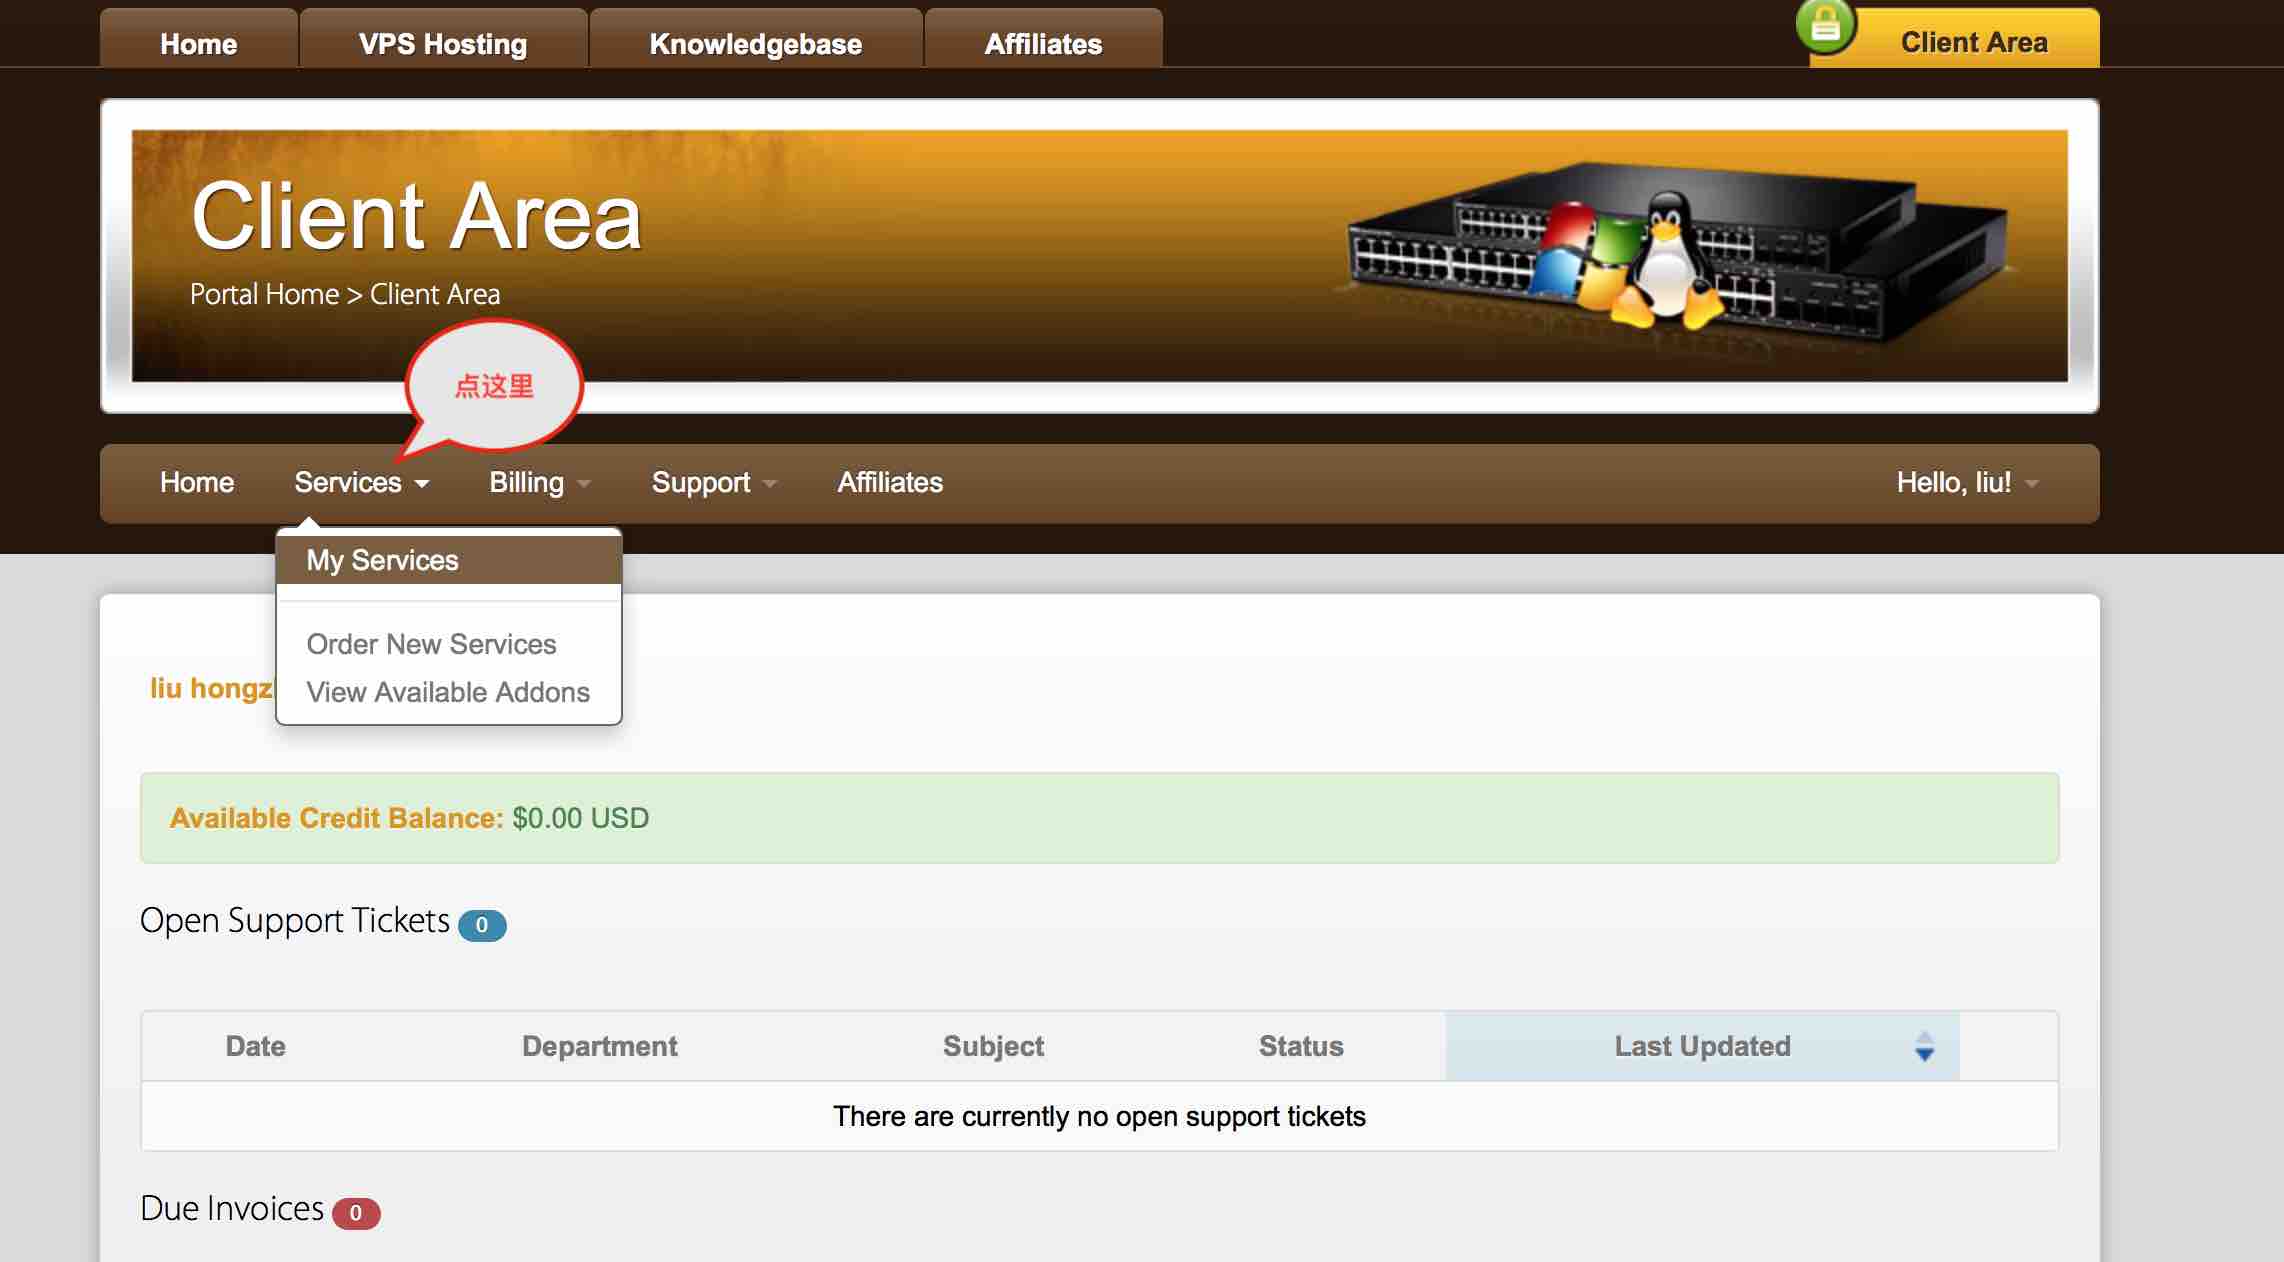 Home VPS Hosting Knowledgebase Affiliates Client Area
Client Area
Portal Home > Client Area
点这里
Home Services Billing Support Affiliates Hello, liu!
My Services
Order New Services
View Available Addons
liu
Available Credit Balance: $0.00 USD
Open Support Tickets 0
Date Department Subject Status Last Updated
There are currently no open support tickets
Due Invoices 0